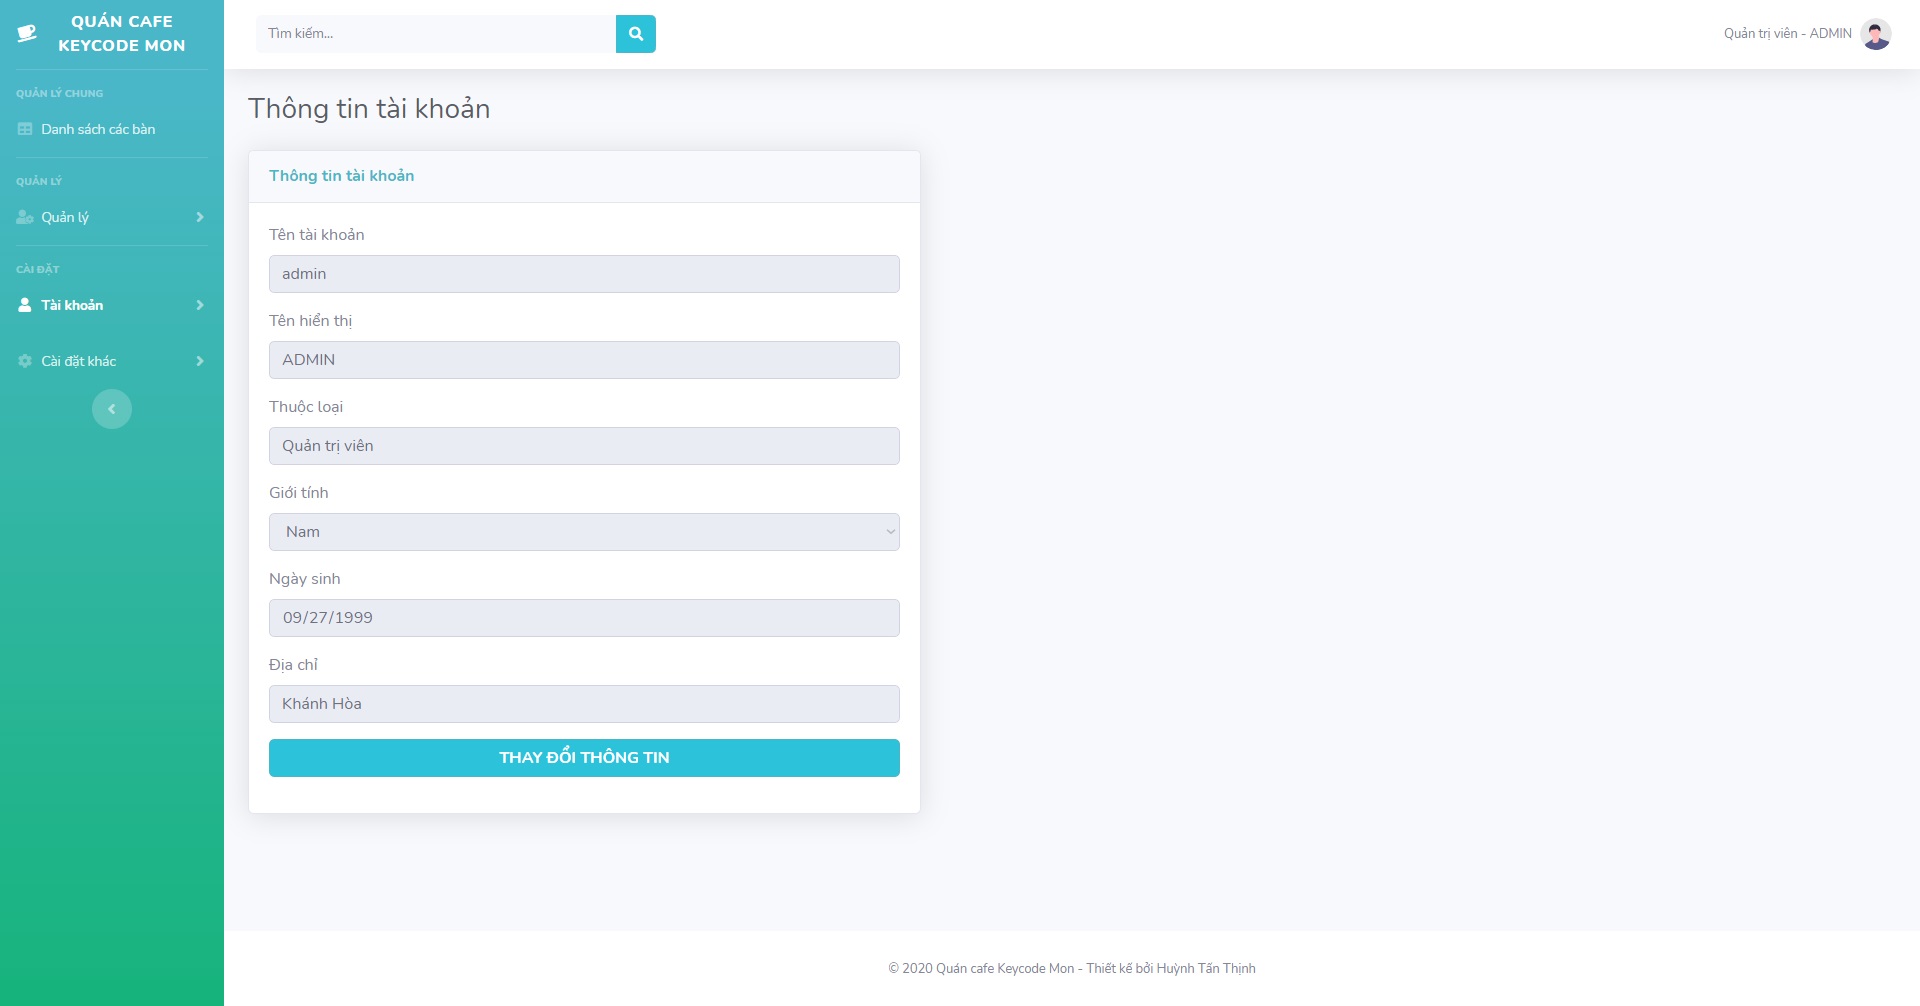 QUÁN CAFE
KEYCODE MON
QUẢN LÝ CHUNG
Danh sách các bàn
QUẢN LÝ
Quản lý
CÀI ĐẶT
Tài khoản
Cài đặt khác
Tìm kiếm...
Quản trị viên - ADMIN
Thông tin tài khoản
Thông tin tài khoản
Tên tài khoản
admin
Tên hiển thị
ADMIN
Thuộc loại
Quản trị viên
Giới tính
Nam
Ngày sinh
09/27/1999
Địa chỉ
Khánh Hòa
THAY ĐỔI THÔNG TIN
© 2020 Quán cafe Keycode Mon - Thiết kế bởi Huỳnh Tấn Thịnh